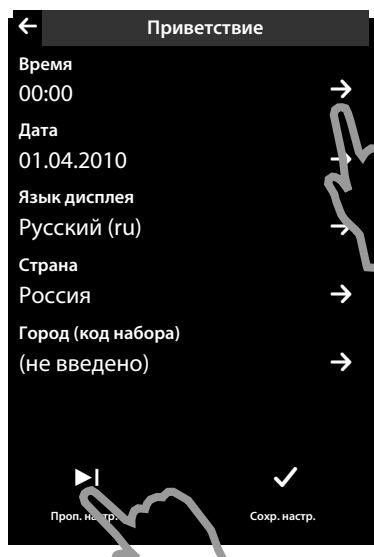 Приветствие
Время
00:00
Дата
01.04.2010
Язык дисплея
Русский (ru)
Страна
Россия
Город (код набора)
(не введено)
Проп. настр. Сохр. настр.